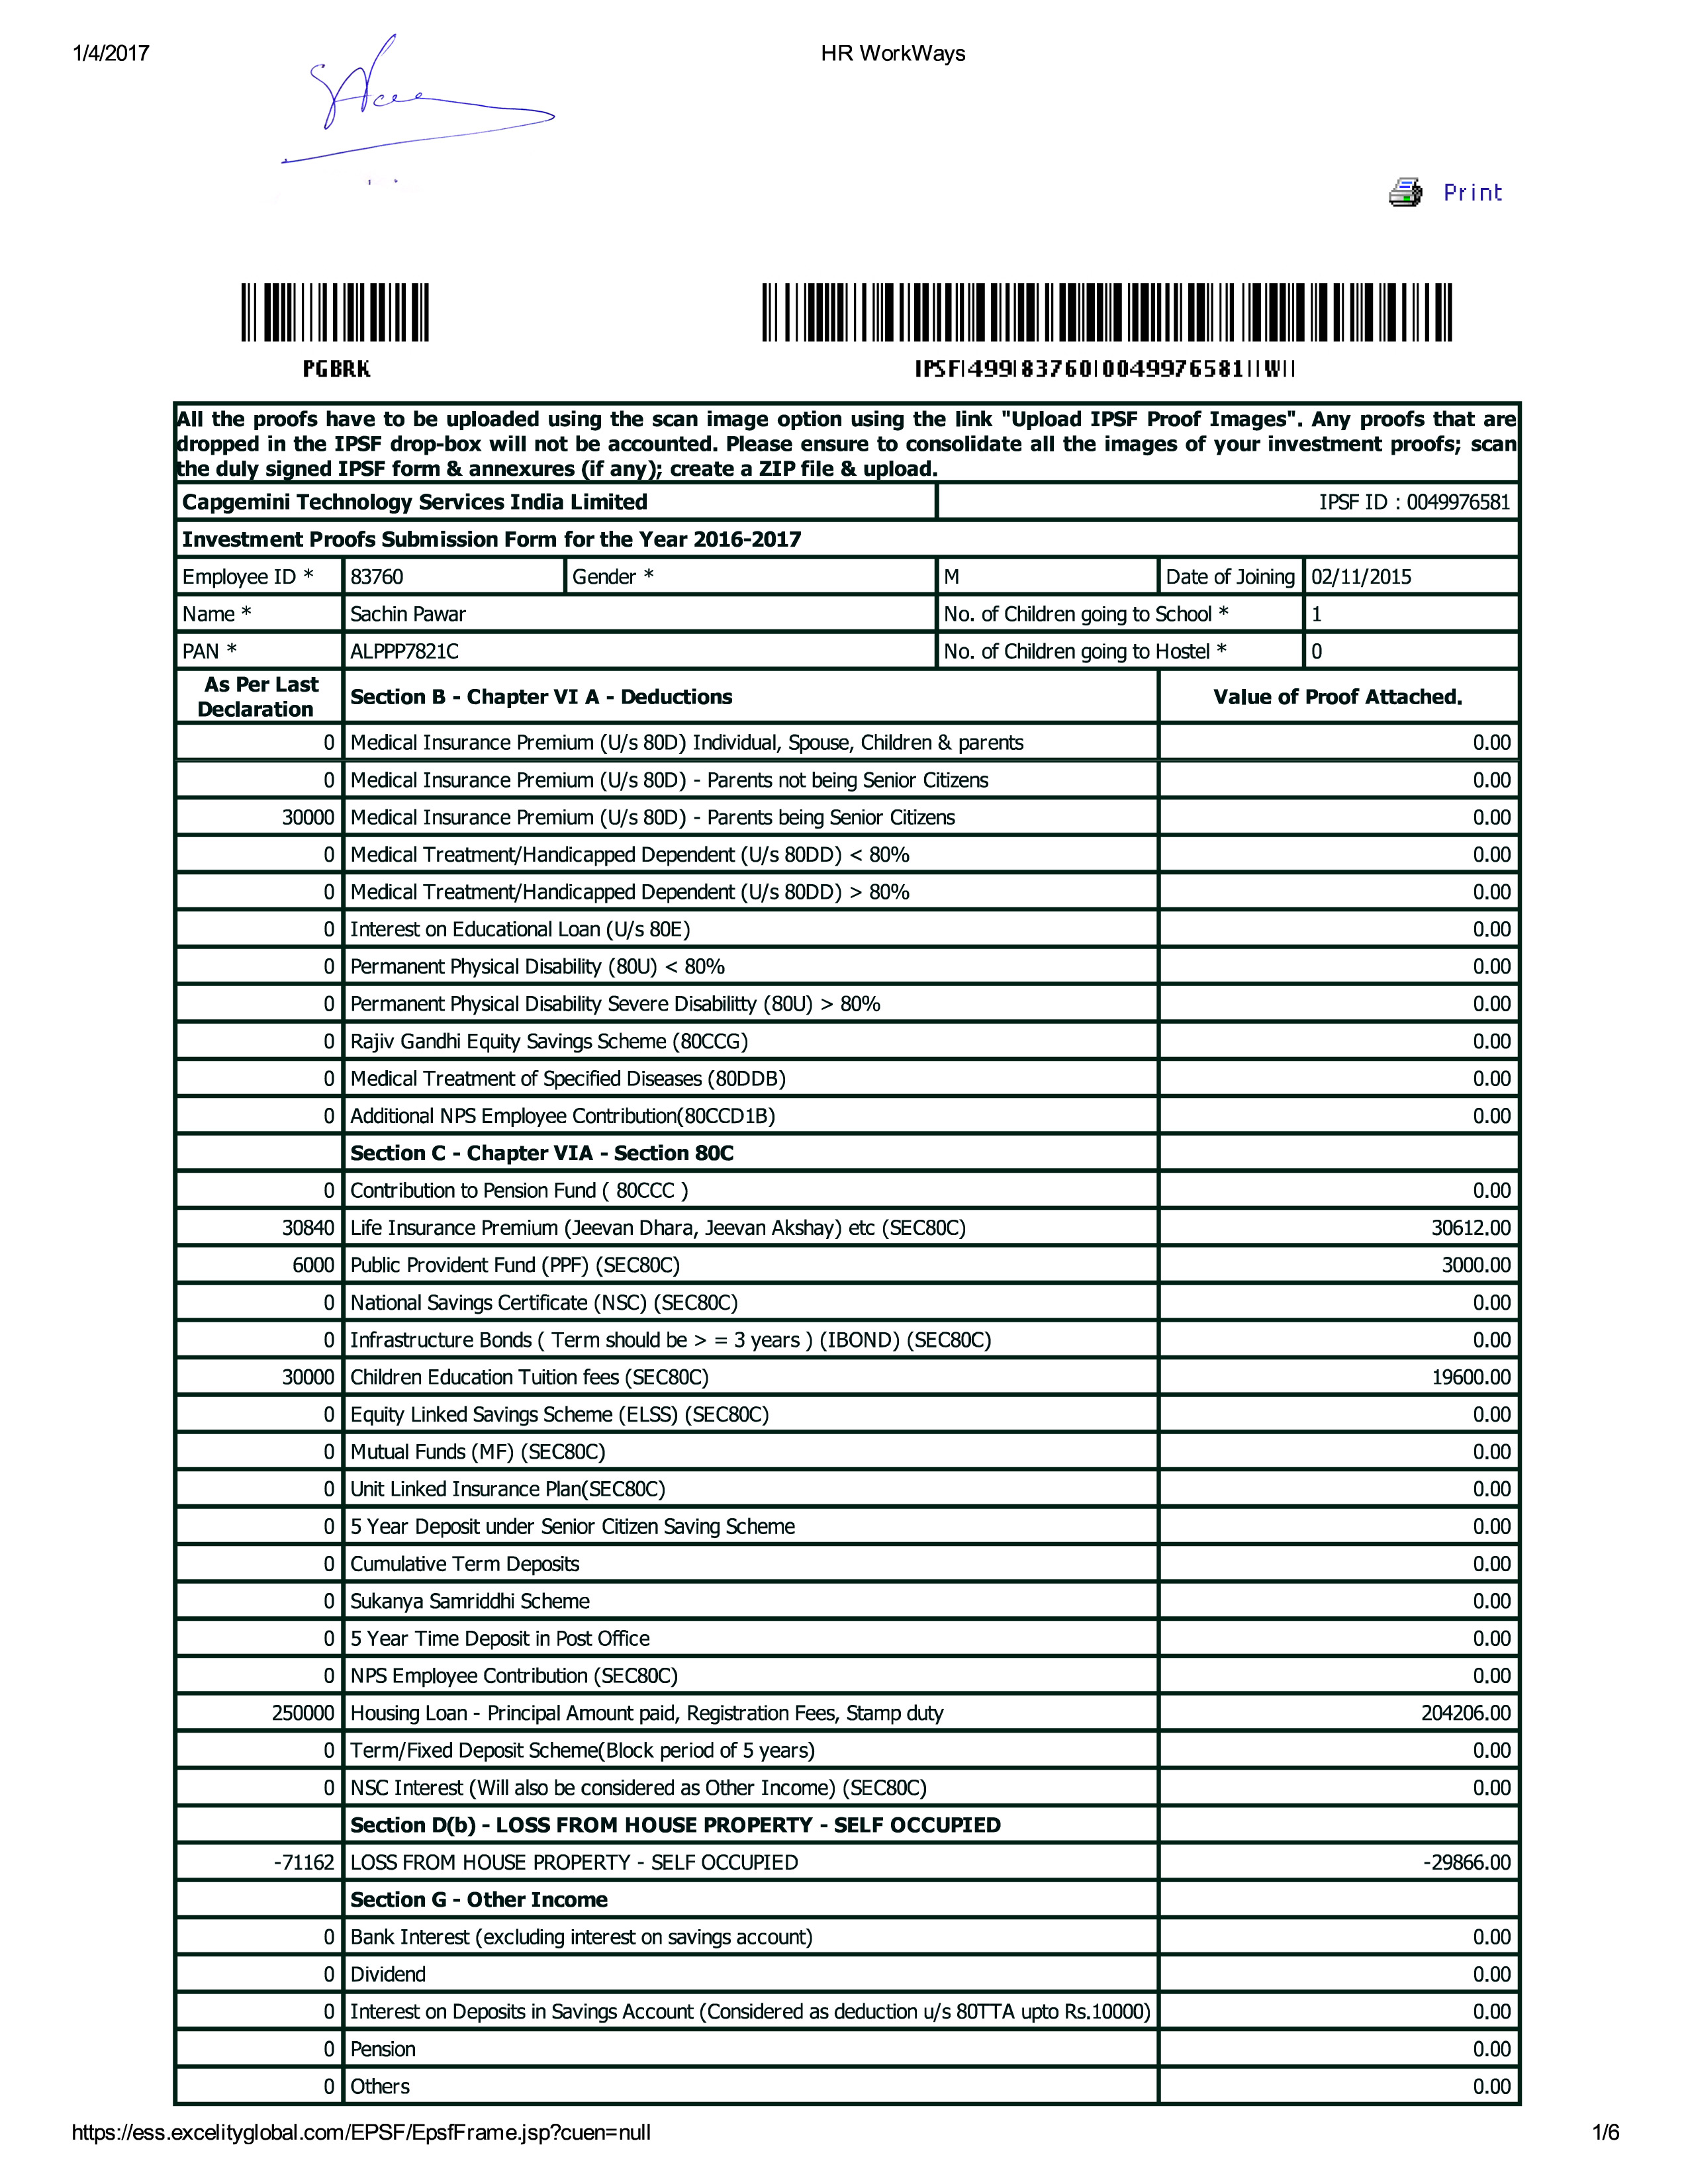 1/4/2017 HR WorkWays
Print
PGBRK IPSF|499|83760|0049976581||W||
All the proofs have to be uploaded using the scan image option using the link "Upload IPSF Proof Images". Any proofs that are
dropped in the IPSF drop-box will not be accounted. Please ensure to consolidate all the images of your investment proofs; scan
the duly signed IPSF form & annexures (if any); create a ZIP file & upload.
Capgemini Technology Services India Limited IPSF ID : 0049976581
Investment Proofs Submission Form for the Year 2016-2017
Employee ID * 83760 Gender * M Date of Joining 02/11/2015
Name * Sachin Pawar No. of Children going to School * 1
PAN * ALPPP7821C No. of Children going to Hostel * 0
As Per Last
Declaration Section B - Chapter VI A - Deductions Value of Proof Attached.
0 Medical Insurance Premium (U/s 80D) Individual, Spouse, Children & parents 0.00
0 Medical Insurance Premium (U/s 80D) - Parents not being Senior Citizens 0.00
30000 Medical Insurance Premium (U/s 80D) - Parents being Senior Citizens 0.00
0 Medical Treatment/Handicapped Dependent (U/s 80DD) < 80% 0.00
0 Medical Treatment/Handicapped Dependent (U/s 80DD) > 80% 0.00
0 Interest on Educational Loan (U/s 80E) 0.00
0 Permanent Physical Disability (80U) < 80% 0.00
0 Permanent Physical Disability Severe Disabilitty (80U) > 80% 0.00
0 Rajiv Gandhi Equity Savings Scheme (80CCG) 0.00
0 Medical Treatment of Specified Diseases (80DDB) 0.00
0 Additional NPS Employee Contribution(80CCD1B) 0.00
Section C - Chapter VIA - Section 80C
0 Contribution to Pension Fund ( 80CCC ) 0.00
30840 Life Insurance Premium (Jeevan Dhara, Jeevan Akshay) etc (SEC80C) 30612.00
6000 Public Provident Fund (PPF) (SEC80C) 3000.00
0 National Savings Certificate (NSC) (SEC80C) 0.00
0 Infrastructure Bonds ( Term should be > = 3 years ) (IBOND) (SEC80C) 0.00
30000 Children Education Tuition fees (SEC80C) 19600.00
0 Equity Linked Savings Scheme (ELSS) (SEC80C) 0.00
0 Mutual Funds (MF) (SEC80C) 0.00
0 Unit Linked Insurance Plan(SEC80C) 0.00
0 5 Year Deposit under Senior Citizen Saving Scheme 0.00
0 Cumulative Term Deposits 0.00
0 Sukanya Samriddhi Scheme 0.00
0 5 Year Time Deposit in Post Office 0.00
0 NPS Employee Contribution (SEC80C) 0.00
250000 Housing Loan - Principal Amount paid, Registration Fees, Stamp duty 204206.00
0 Term/Fixed Deposit Scheme(Block period of 5 years) 0.00
0 NSC Interest (Will also be considered as Other Income) (SEC80C) 0.00
Section D(b) - LOSS FROM HOUSE PROPERTY - SELF OCCUPIED
-71162 LOSS FROM HOUSE PROPERTY - SELF OCCUPIED -29866.00
Section G - Other Income
0 Bank Interest (excluding interest on savings account) 0.00
0 Dividend 0.00
0 Interest on Deposits in Savings Account (Considered as deduction u/s 80TTA upto Rs.10000) 0.00
0 Pension 0.00
0 Others 0.00
https://ess.excelityglobal.com/EPSF/EpsfFrame.jsp?cuen=null 1/6